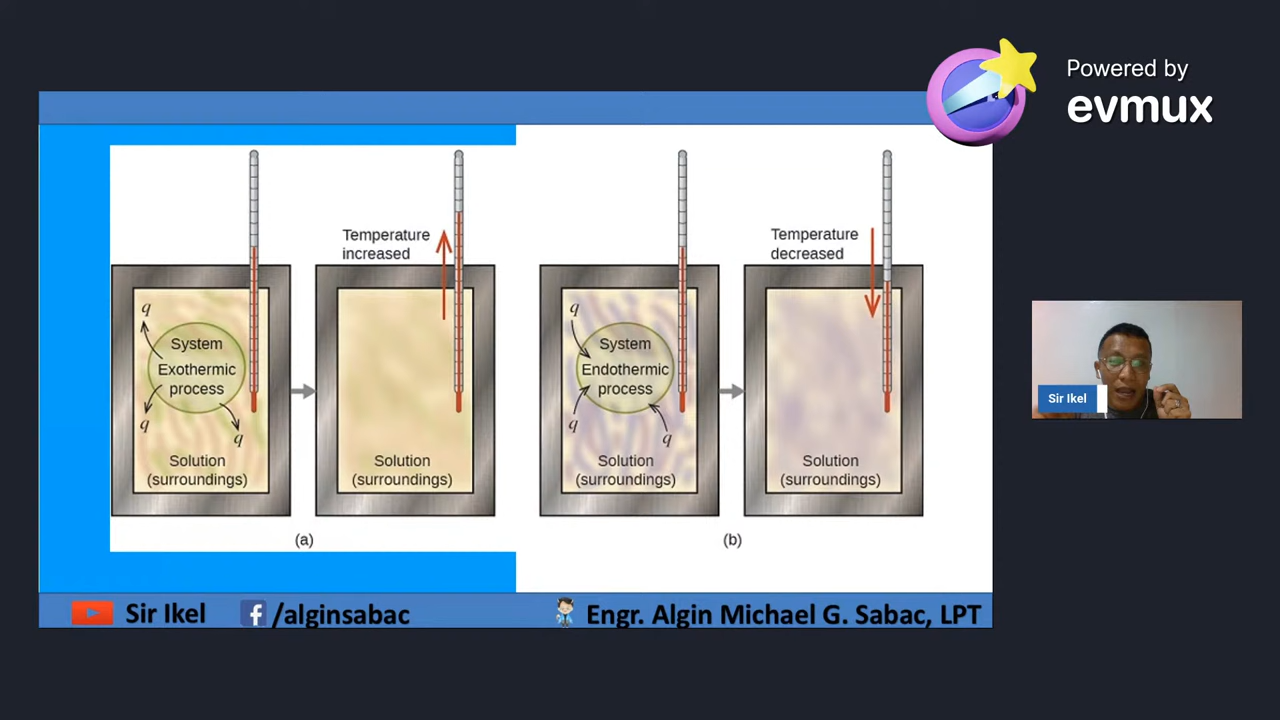 Powered by
evmux
Temperature
increased
q
System
Exothermic
process
q
q
Solution
(surroundings)
Solution
(surroundings)
(a)
Temperature
decreased
q
System
Endothermic
process
q
q
Solution
(surroundings)
Solution
(surroundings)
(b)
Sir Ikel
Sir Ikel
/alginsabac
Engr. Algin Michael G. Sabac, LPT